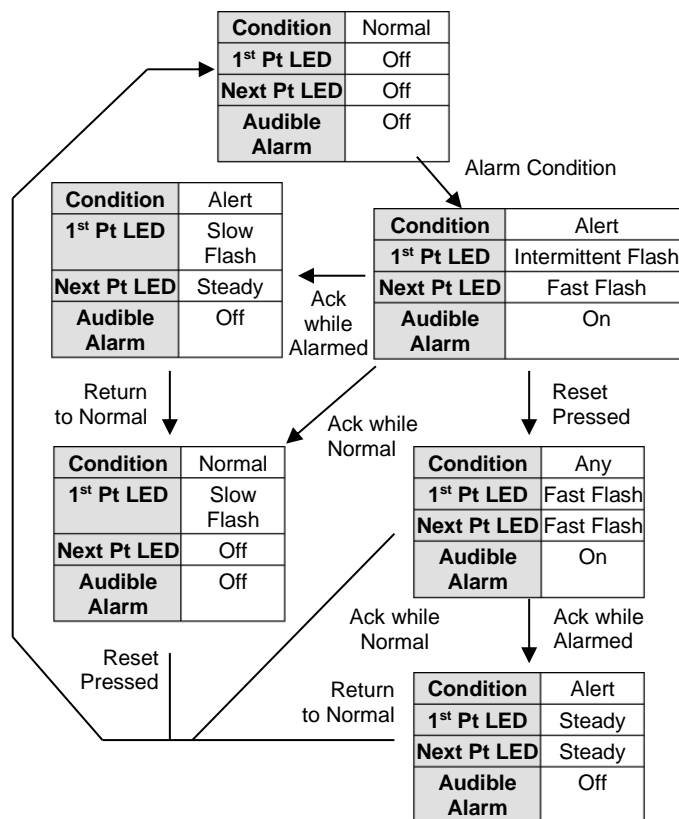 Condition Normal
1st Pt LED Off
Next Pt LED Off
Audible Off
Alarm
Alarm Condition
Condition Alert
1st Pt LED Slow
Flash
Next Pt LED Steady
Audible Off
Alarm
Condition Alert
1st Pt LED Intermittent Flash
Next Pt LED Fast Flash
Audible On
Alarm
Ack
while
Alarmed
Return
to Normal
Ack while
Normal
Reset
Pressed
Condition Normal
1st Pt LED Slow
Flash
Next Pt LED Off
Audible Off
Alarm
Condition Any
1st Pt LED Fast Flash
Next Pt LED Fast Flash
Audible On
Alarm
Ack while
Normal
Ack while
Alarmed
Reset
Pressed
Return
to Normal
Condition Alert
1st Pt LED Steady
Next Pt LED Steady
Audible Off
Alarm